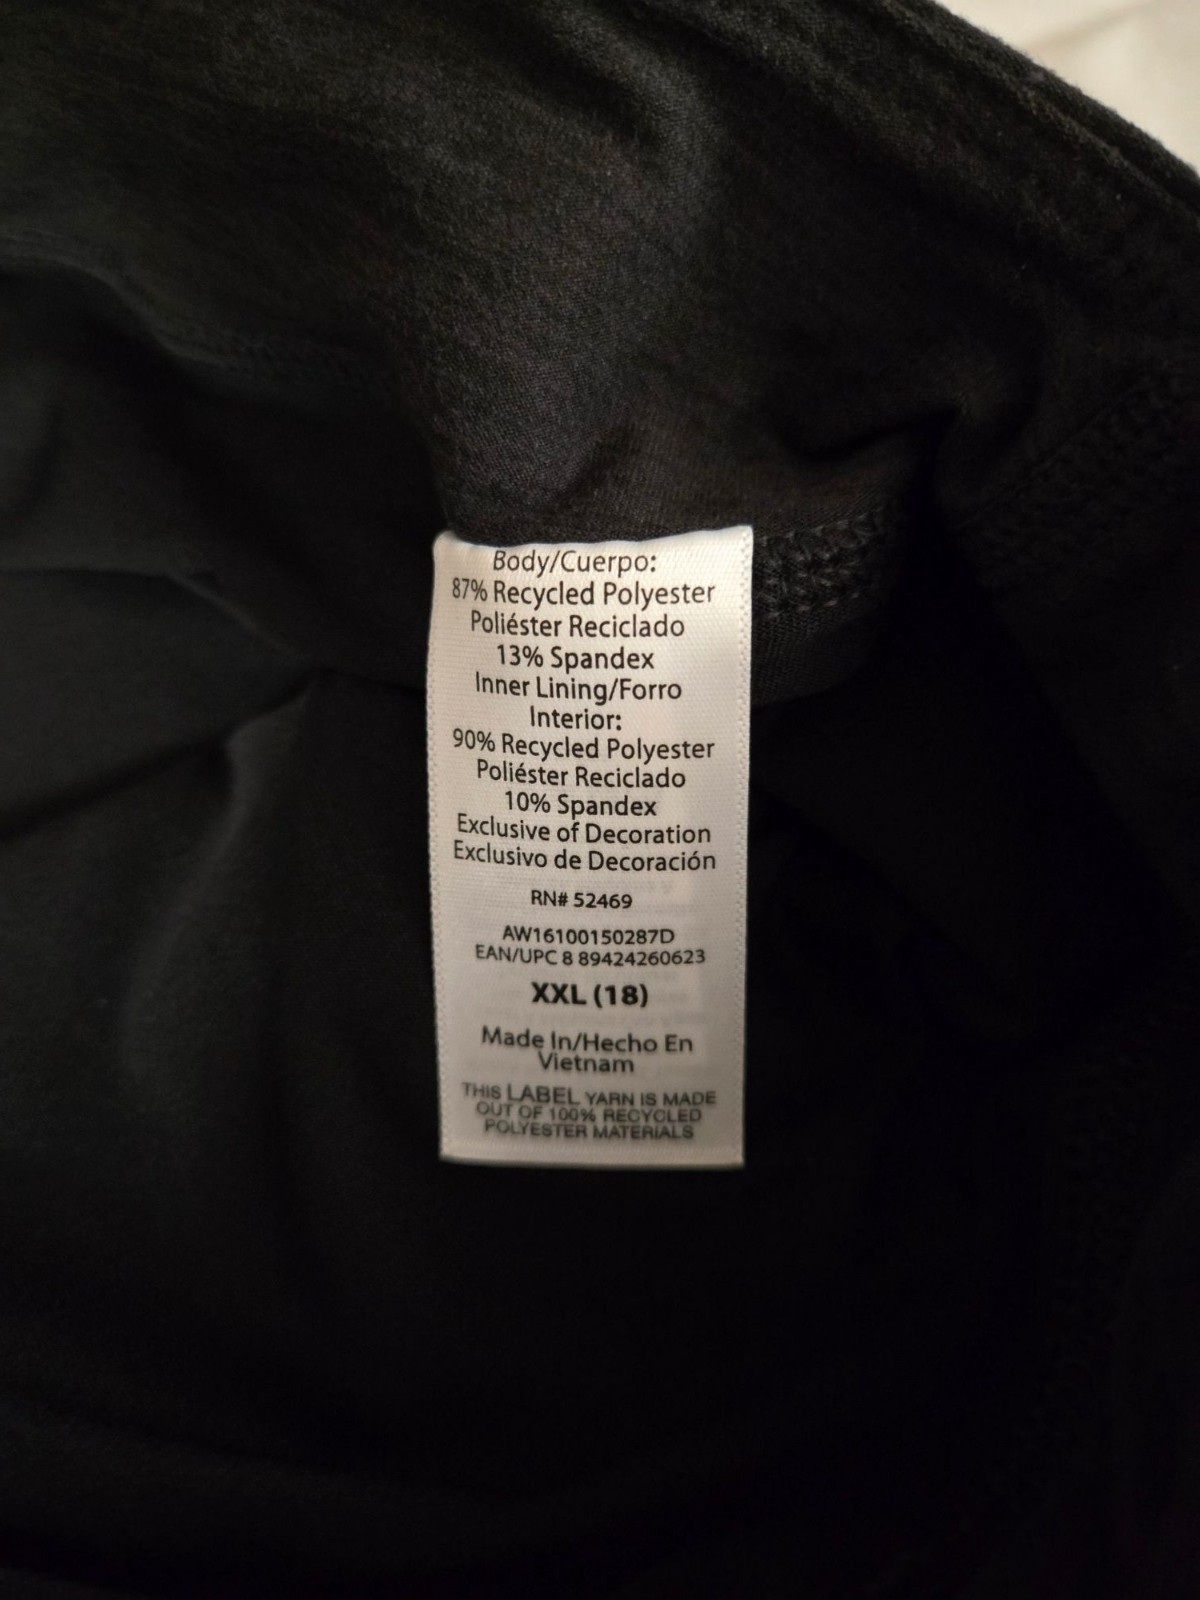 Body/Cuerpo:
87% Recycled Polyester
Poliéster Reciclado
13% Spandex
Inner Lining/Forro
Interior:
90% Recycled Polyester
Poliéster Reciclado
10% Spandex
Exclusive of Decoration
Exclusivo de Decoración
RN# 52469
AW16100150287D
EAN/UPC 8 89424260623
XXL (18)
Made In/Hecho En
Vietnam
THIS LABEL YARN IS MADE
OUT OF 100% RECYCLED
POLYESTER MATERIALS